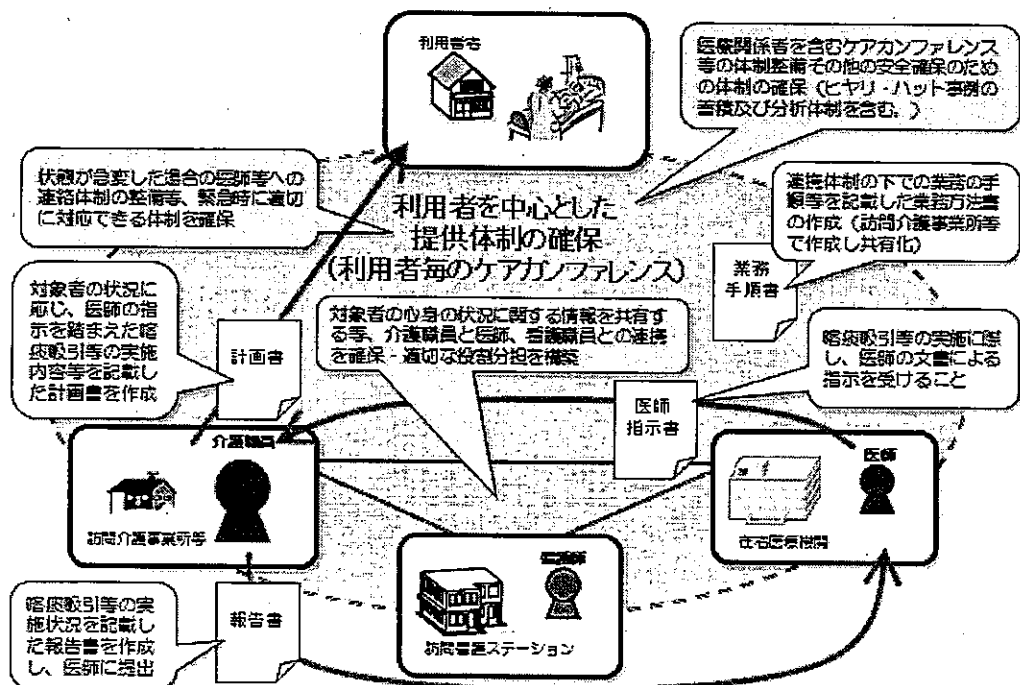 利用者宅
医療関係者を含むケアカンファレンス
等の体制整備その他の安全確保のため
の体制の確保（ヒヤリ・ハット事例の
蓄積及び分析体制を含む。）
状態が急変した場合の医師等への
連絡体制の整備等、緊急時に適切
に対応できる体制を確保
利用者を中心とした
提供体制の確保
（利用者毎のケアカンファレンス）
連携体制の下での業務の手
順等を記載した業務方法書
の作成（訪問介護事業所等
で作成し共有化）
業務
手順書
対象者の状況に
応じ、医師の指
示を踏まえた喀
痰吸引等の実施
内容等を記載し
た計画書を作成
計画書
対象者の心身の状況に関する情報を共有す
る等、介護職員と医師、看護職員との連携
を確保・適切な役割分担を構築
喀痰吸引等の実施に際
し、医師の文書による
指示を受けること
医師
指示書
介護職員
訪問介護事業所等
医師
在宅医療機関
看護師
訪問看護ステーション
喀痰吸引等の実
施状況を記載し
た報告書を作成
し、医師に提出
報告書